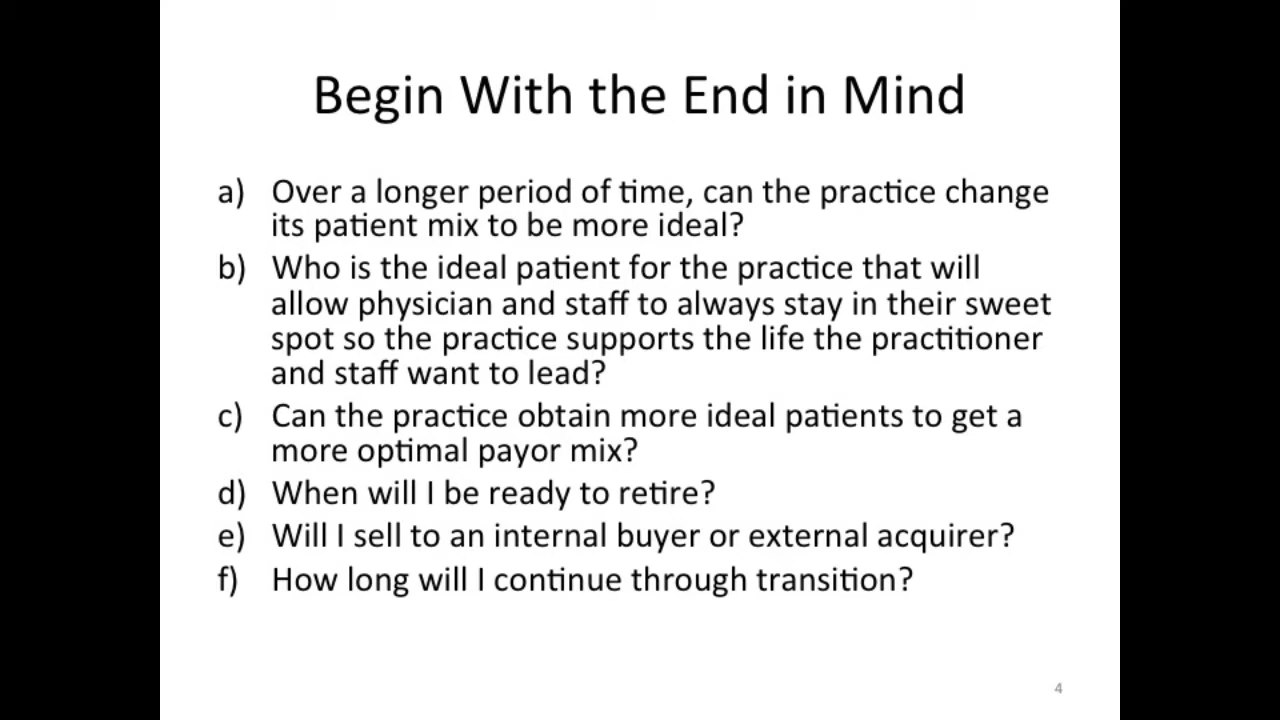 Begin With the End in Mind
a) Over a longer period of time, can the practice change
its patient mix to be more ideal?
b) Who is the ideal patient for the practice that will
allow physician and staff to always stay in their sweet
spot so the practice supports the life the practitioner
and staff want to lead?
c) Can the practice obtain more ideal patients to get a
more optimal payor mix?
d) When will I be ready to retire?
e) Will I sell to an internal buyer or external acquirer?
f) How long will I continue through transition?
4